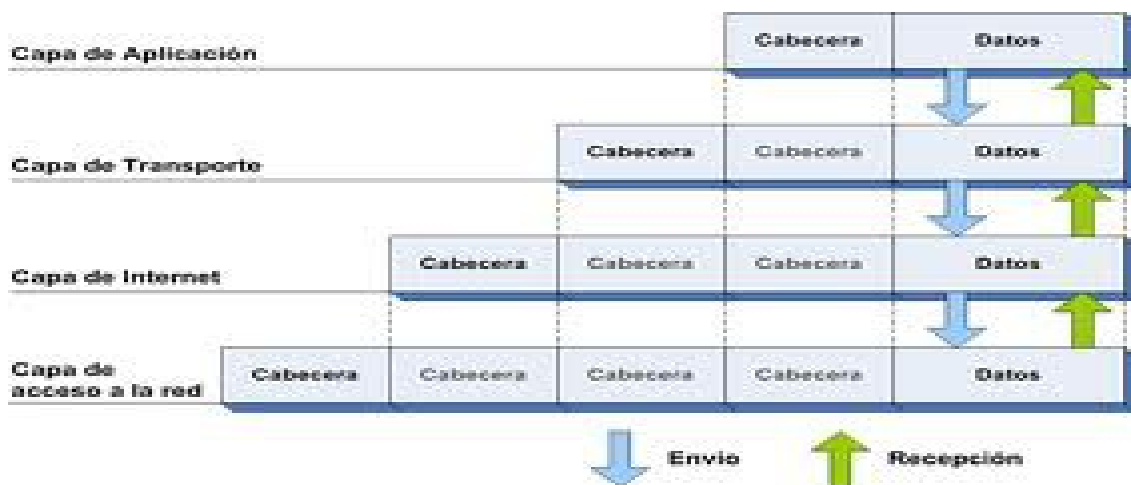 Cabecera Datos
Capa de Aplicación
Cabecera Cabecera Datos
Capa de Transporte
Cabecera Cabecera Cabecera Datos
Capa de Internet
Capa de
acceso a la red
Cabecera Cabecera Cabecera Cabecera Datos
Envio Recepción